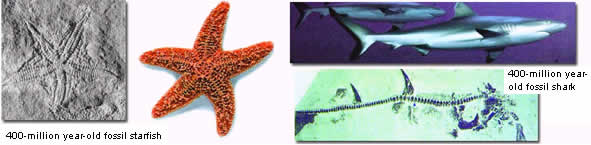 400-million year-old fossil starfish
400-million year-
old fossil shark